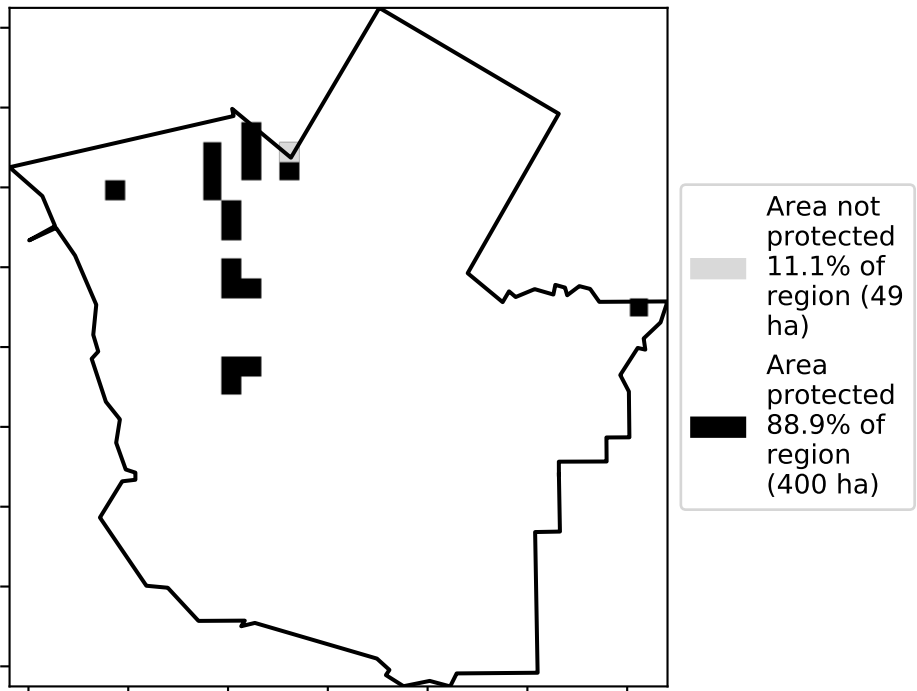 Area not
protected
11.1% of
region (49
ha)
Area
protected
88.9% of
region
(400 ha)